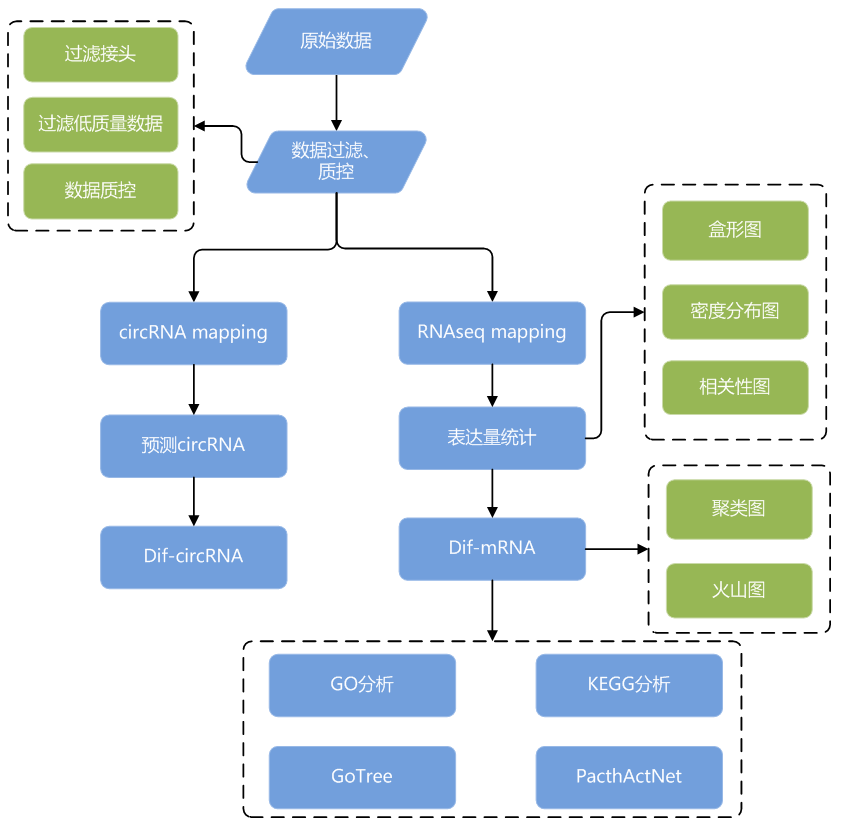 原始数据
过滤接头
过滤低质量数据
数据质控
数据过滤、
质控
盒形图
密度分布图
相关性图
circRNA mapping
RNAseq mapping
预测circRNA
表达量统计
Dif-circRNA
Dif-mRNA
聚类图
火山图
GO分析
KEGG分析
GoTree
PacthActNet